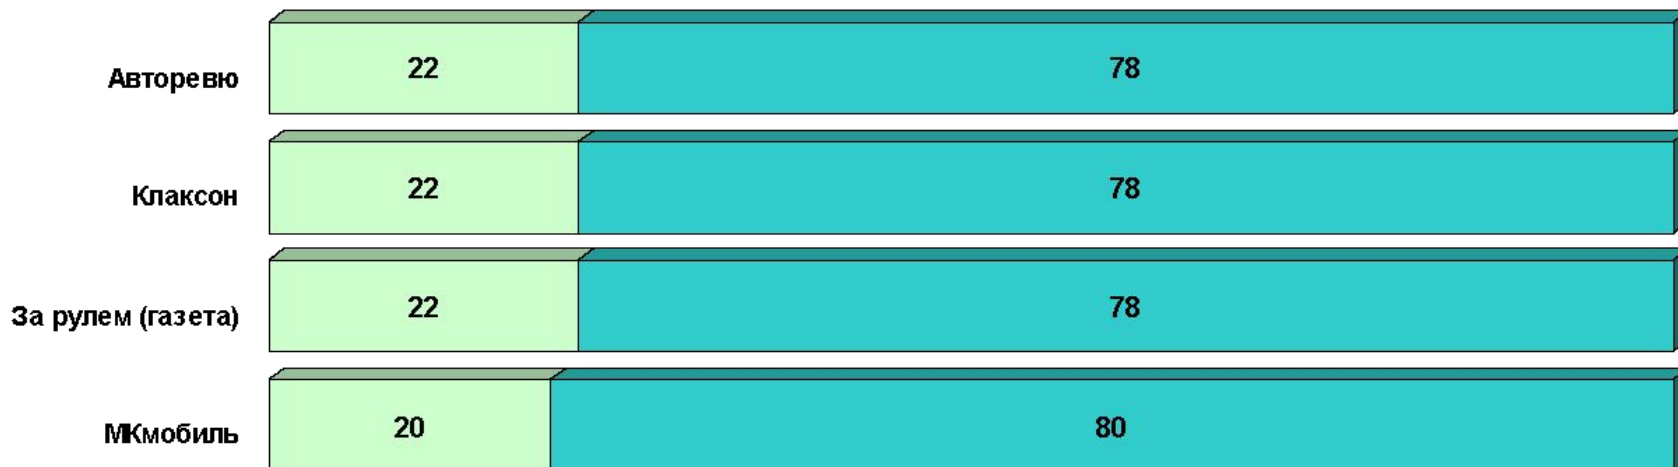 Авторевю 22 78
Клаксон 22 78
За рулем (газета) 22 78
МКмобиль 20 80